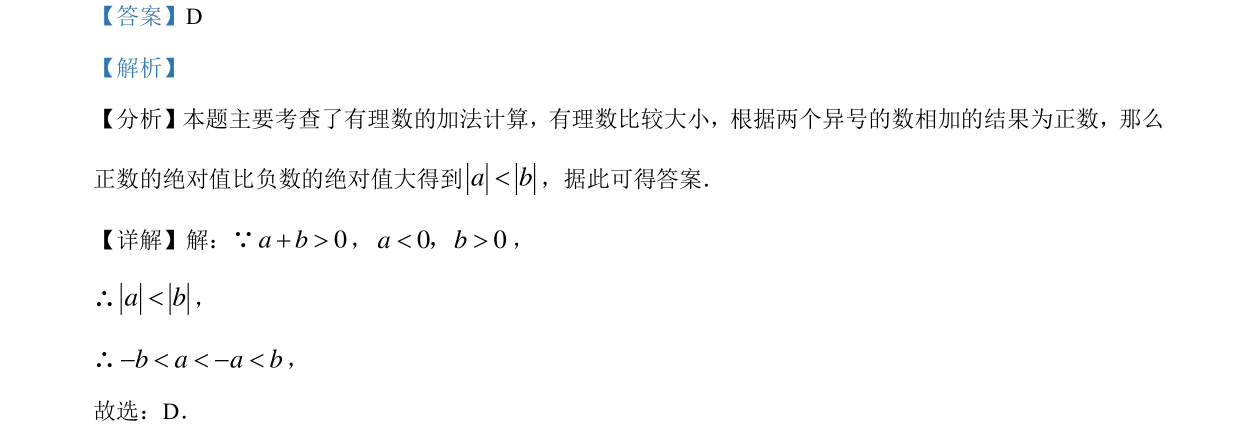 【答案】D
【解析】
【分析】本题主要考查了有理数的加法计算，有理数比较大小，根据两个异号的数相加的结果为正数，那么
正数的绝对值比负数的绝对值大得到|a|<|b|，据此可得答案．
【详解】解：∵a+b>0，a<0，b>0，
∴|a|<|b|，
∴−b<a<−a<b，
故选：D．